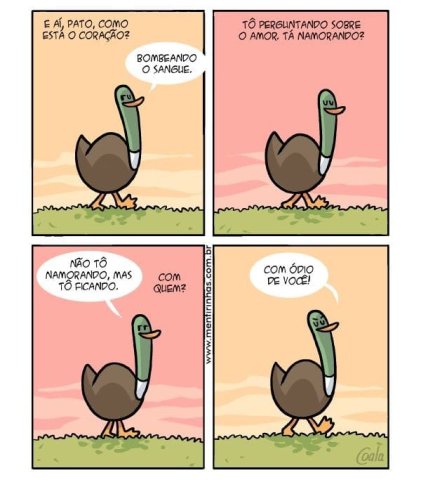 E AÍ, PATO, COMO
ESTÁ O CORAÇÃO?
BOMBEANDO
O SANGUE.
TÔ PERGUNTANDO SOBRE
O AMOR. TÁ NAMORANDO?
NÃO TÔ
NAMORANDO, MAS
TÔ FICANDO.
COM
QUEM?
www.mentirinhas.com.br
COM ÓDIO
DE VOCÊ!
Coala